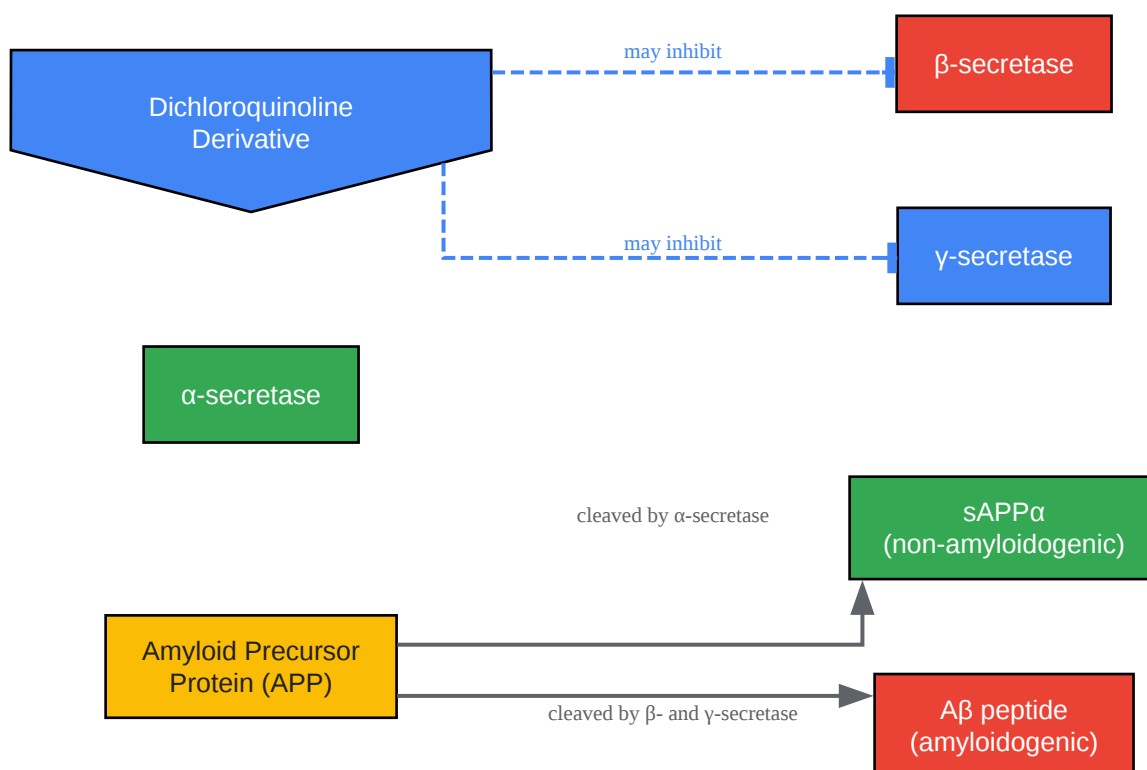 may inhibit
β-secretase
Dichloroquinoline
Derivative
may inhibit
γ-secretase
α-secretase
cleaved by α-secretase
sAPPα
(non-amyloidogenic)
Amyloid Precursor
Protein (APP)
cleaved by β- and γ-secretase
Aβ peptide
(amyloidogenic)